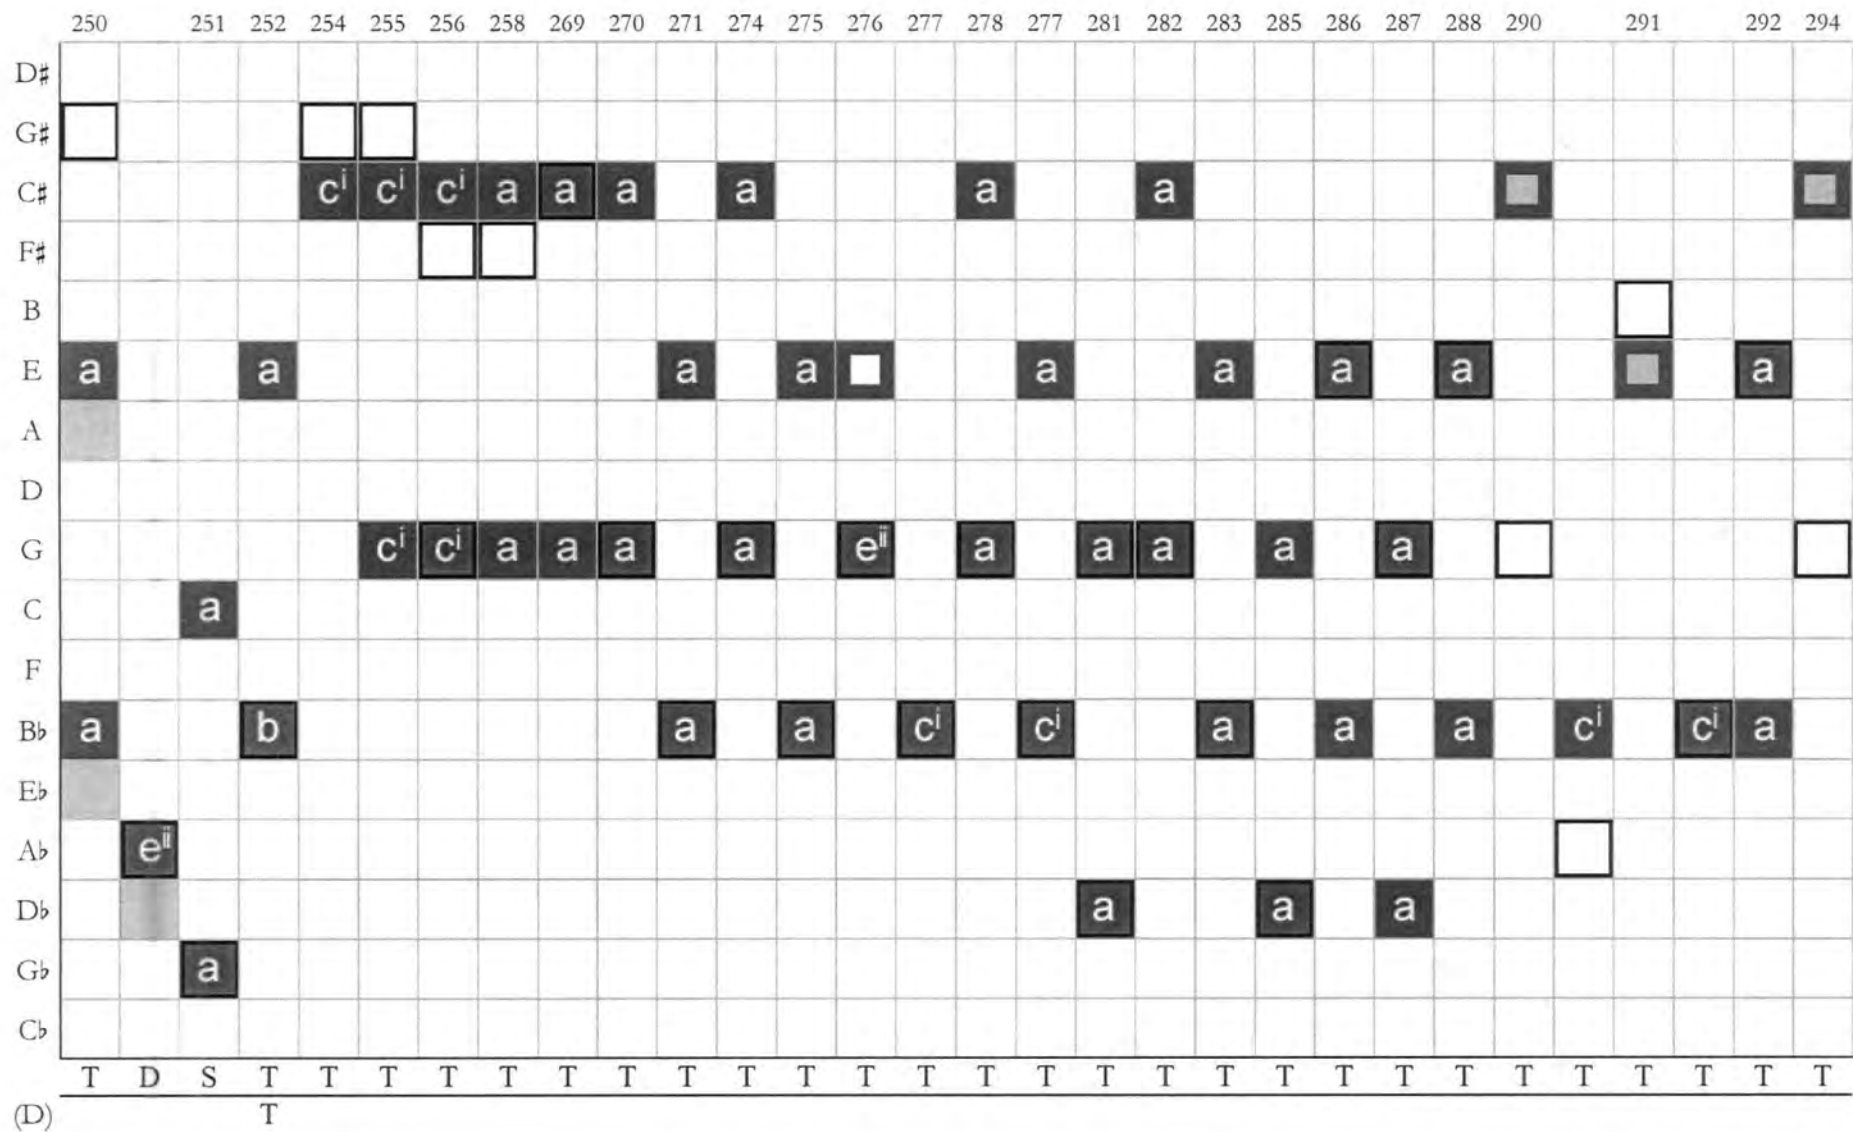 250 251 252 254 255 256 258 269 270 271 274 275 276 277 278 277 281 282 283 285 286 287 288 290 291 292 294
D♯
G♯
C♯ cⁱ cⁱ cⁱ a a a a a a
F♯
B
E a a a a a a a a a
A
D
G cⁱ cⁱ a a a a eⁱⁱ a a a a a
C a
F
B♭ a b a a cⁱ cⁱ a a a cⁱ cⁱ a
E♭
A♭ eⁱⁱ
D♭ a a a
G♭ a
C♭
T D S T T T T T T T T T T T T T T T T T T T T T T T T T T T
(D) T